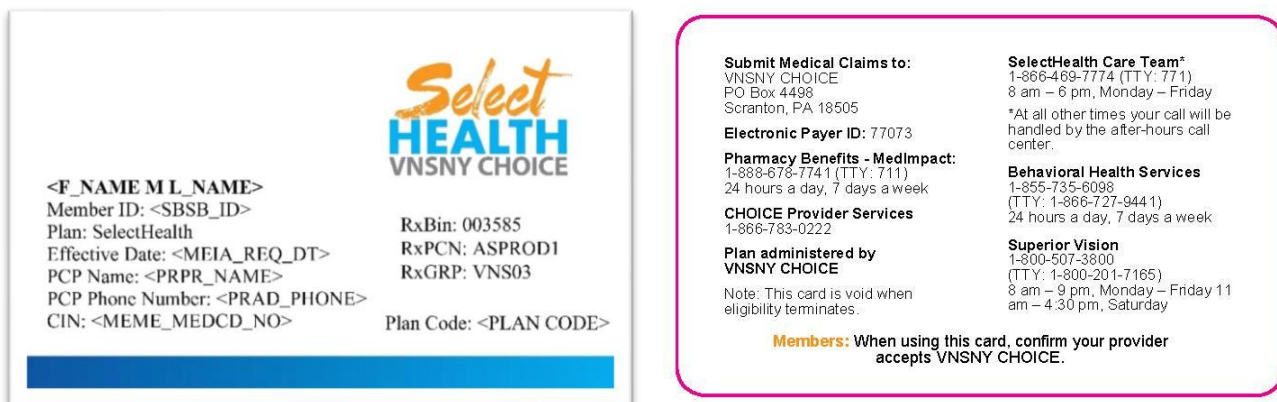 Select
HEALTH
VNSNY CHOICE
<F_NAME M L_NAME>
Member ID: <SBSB_ID>
Plan: SelectHealth
Effective Date: <MEIA_REQ_DT>
PCP Name: <PRPR_NAME>
PCP Phone Number: <PRAD_PHONE>
CIN: <MEME_MEDCD_NO>
RxBin: 003585
RxPCN: ASPROD1
RxGRP: VNS03
Plan Code: <PLAN CODE>
Submit Medical Claims to:
VNSNY CHOICE
PO Box 4498
Scranton, PA 18505
Electronic Payer ID: 77073
Pharmacy Benefits - MedImpact:
1-888-678-7741 (TTY: 711)
24 hours a day, 7 days a week
CHOICE Provider Services
1-866-783-0222
Plan administered by
VNSNY CHOICE
Note: This card is void when
eligibility terminates.
SelectHealth Care Team*
1-866-469-7774 (TTY: 771)
8 am – 6 pm, Monday – Friday
*At all other times your call will be
handled by the after-hours call
center.
Behavioral Health Services
1-855-735-6098
(TTY: 1-866-727-9441)
24 hours a day, 7 days a week
Superior Vision
1-800-507-3800
(TTY: 1-800-201-7165)
8 am – 9 pm, Monday – Friday 11
am – 4:30 pm, Saturday
Members: When using this card, confirm your provider
accepts VNSNY CHOICE.